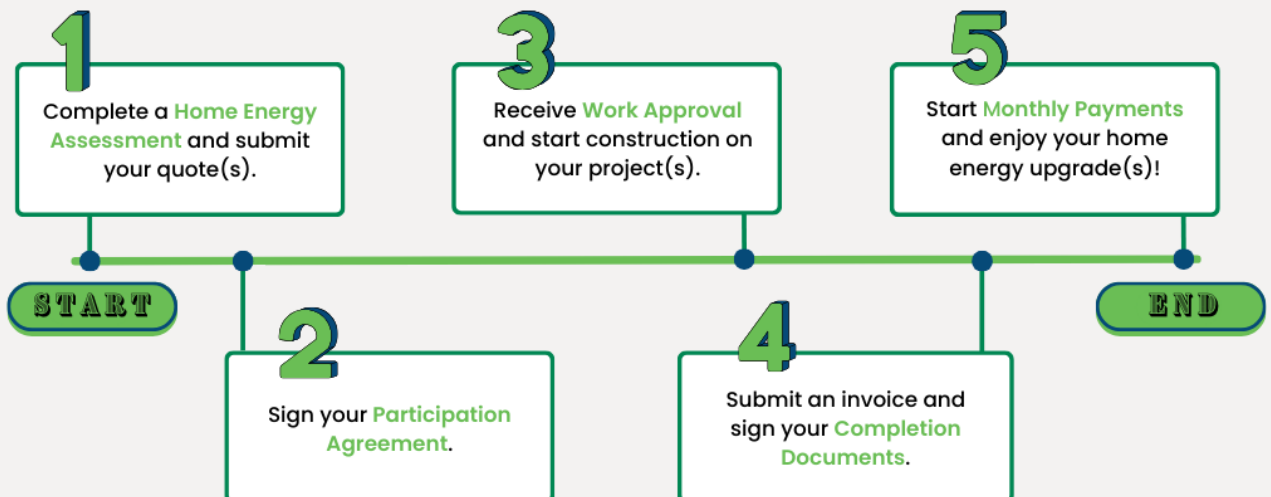 1
Complete a Home Energy
Assessment and submit
your quote(s).
3
Receive Work Approval
and start construction on
your project(s).
5
Start Monthly Payments
and enjoy your home
energy upgrade(s)!
START
END
2
Sign your Participation
Agreement.
4
Submit an invoice and
sign your Completion
Documents.